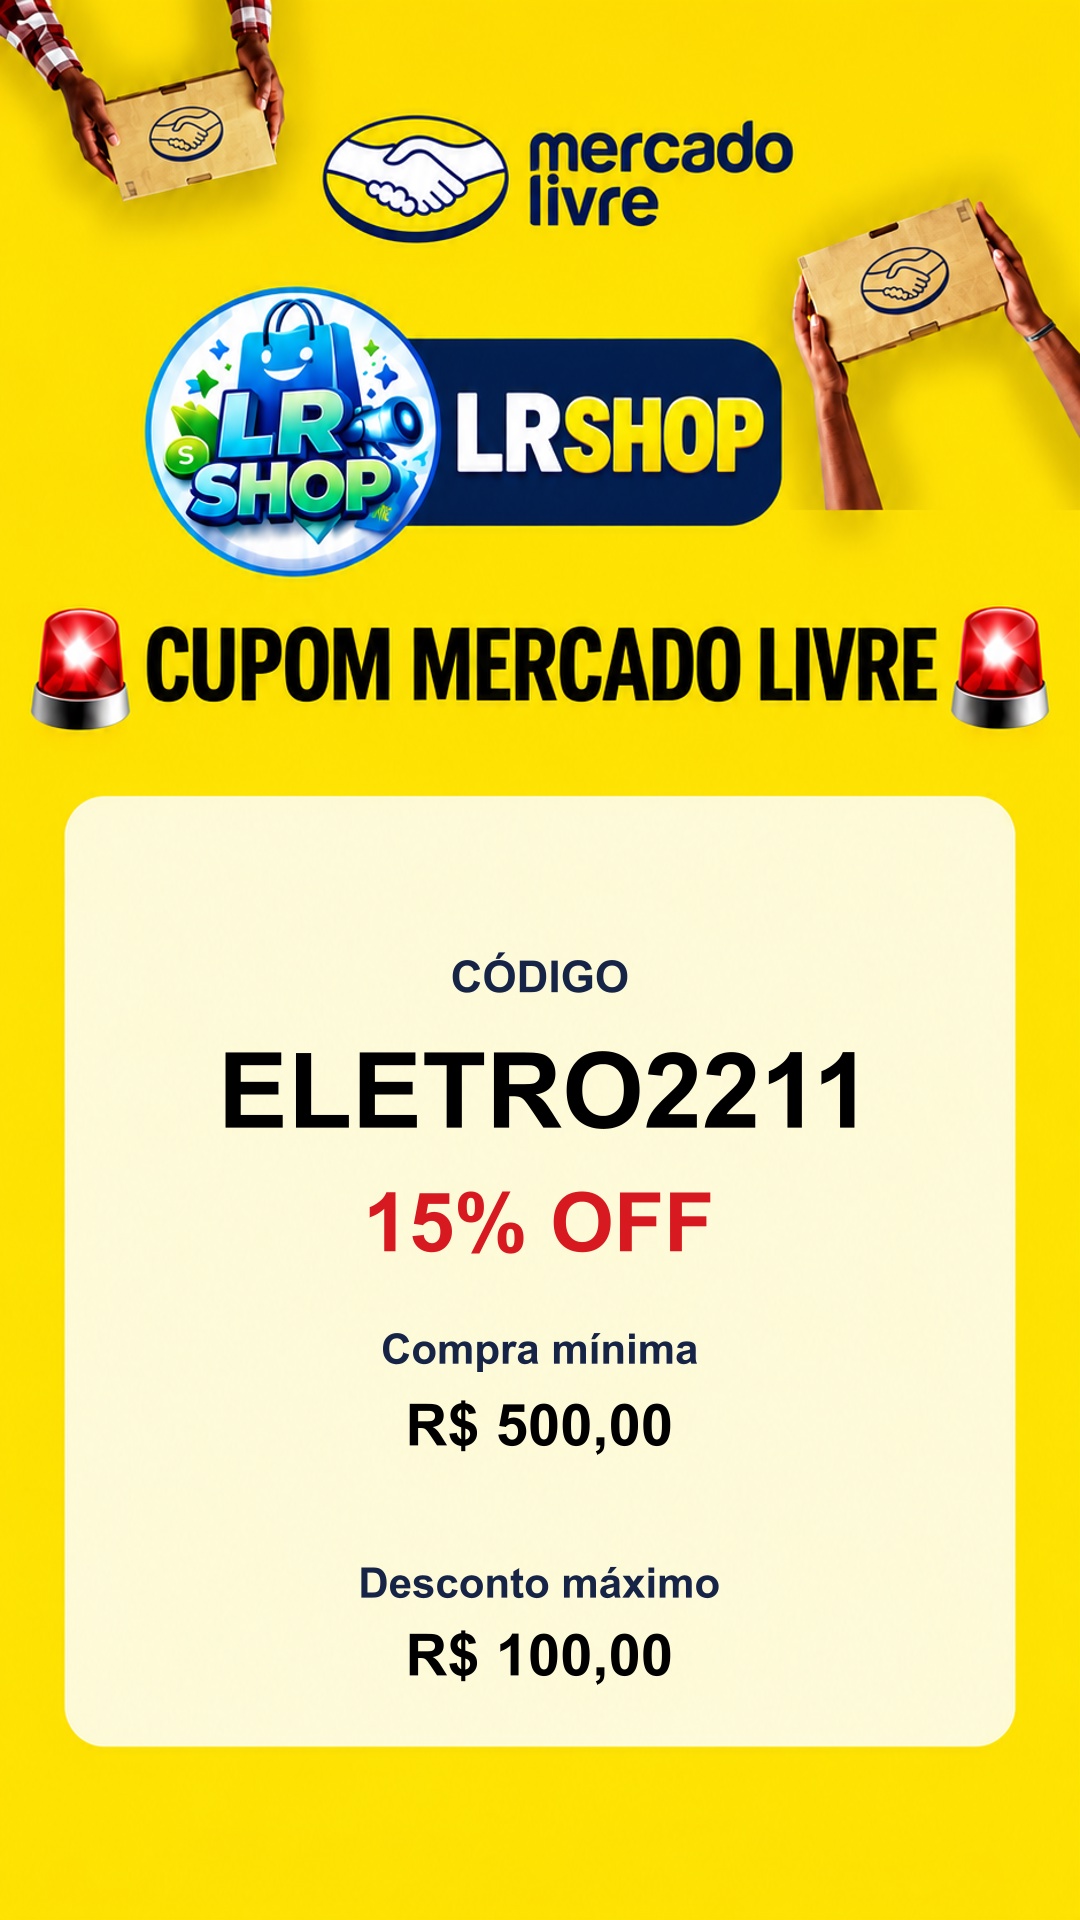 mercado
livre
LR
SHOP
S
LRSHOP
CUPOM MERCADO LIVRE
CÓDIGO
ELETRO2211
15% OFF
Compra mínima
R$ 500,00
Desconto máximo
R$ 100,00